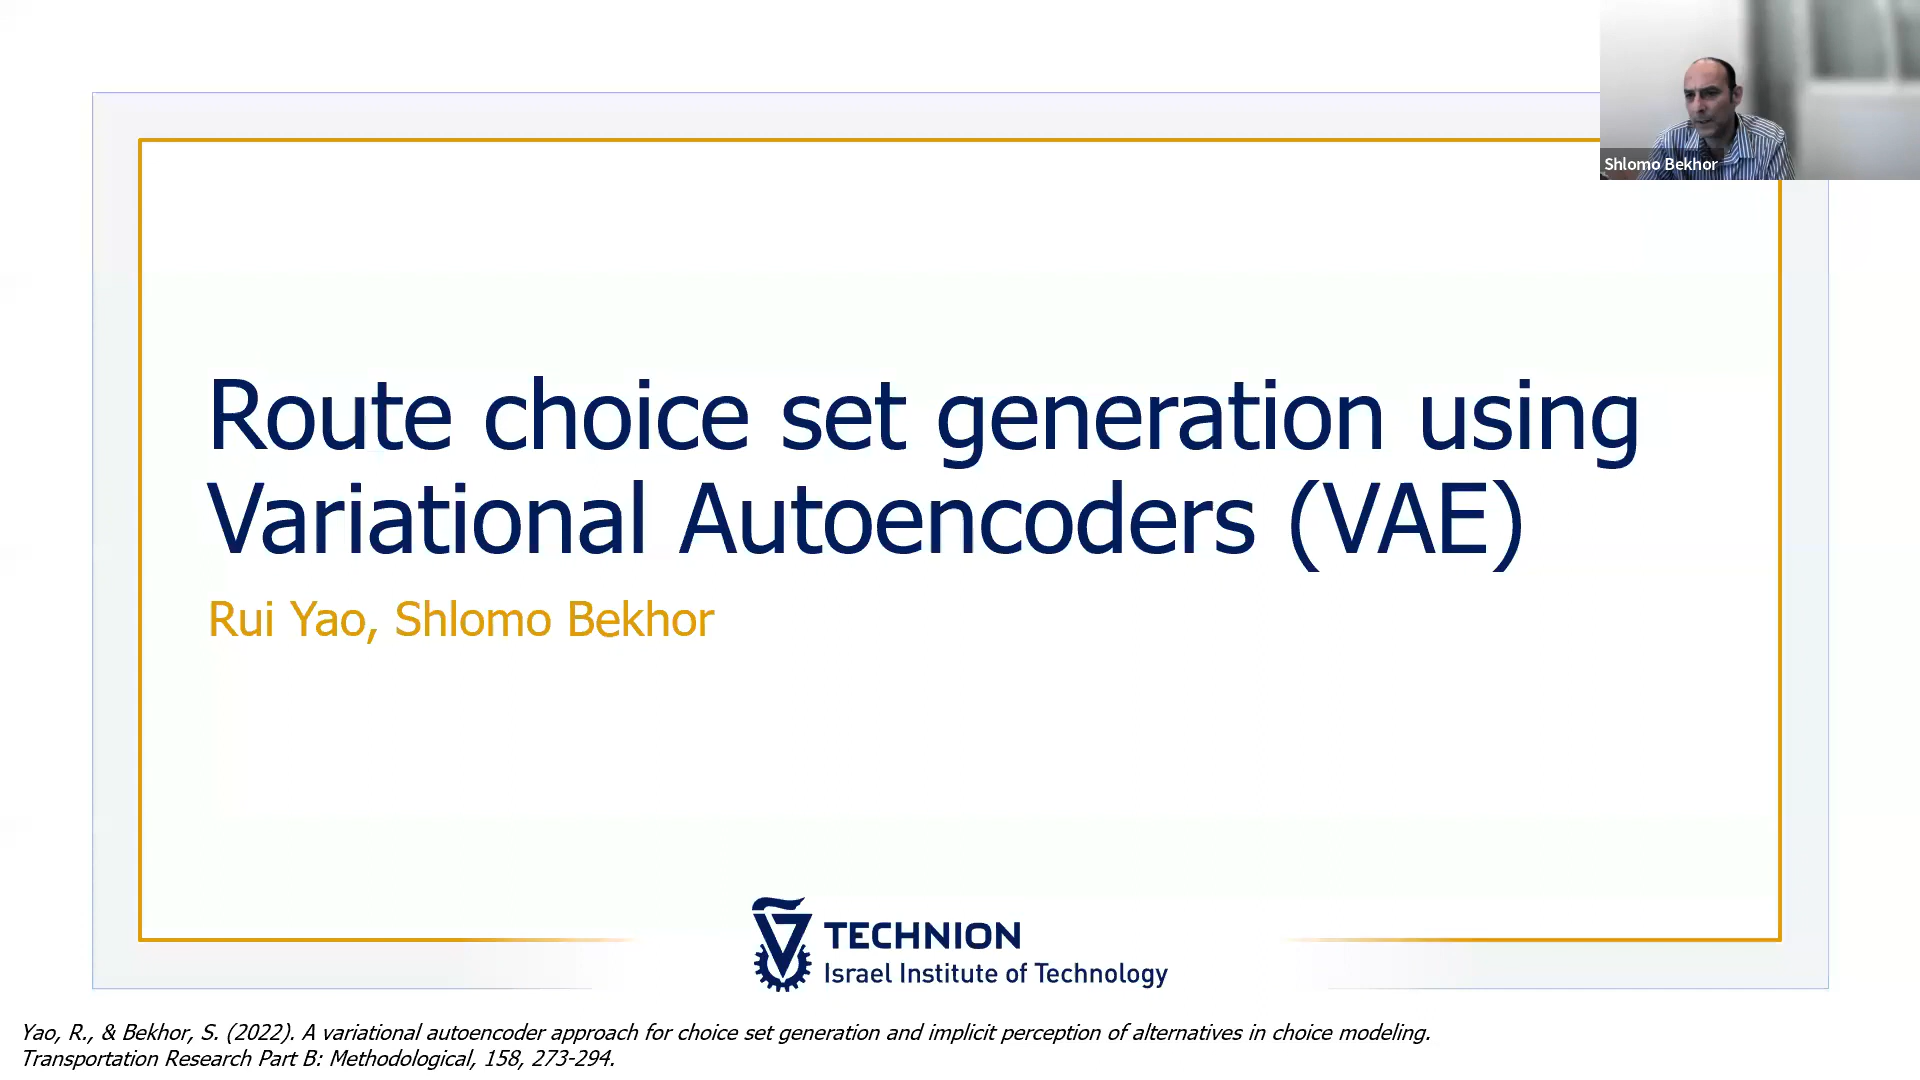 Shlomo Bekhor
Route choice set generation using
Variational Autoencoders (VAE)
Rui Yao, Shlomo Bekhor
TECHNION
Israel Institute of Technology
Yao, R., & Bekhor, S. (2022). A variational autoencoder approach for choice set generation and implicit perception of alternatives in choice modeling.
Transportation Research Part B: Methodological, 158, 273-294.